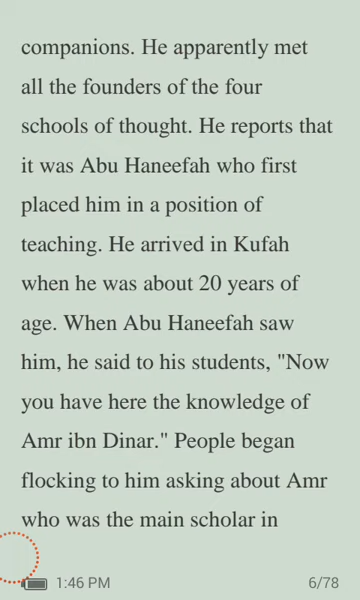 companions. He apparently met
all the founders of the four
schools of thought. He reports that
it was Abu Haneefah who first
placed him in a position of
teaching. He arrived in Kufah
when he was about 20 years of
age. When Abu Haneefah saw
him, he said to his students, "Now
you have here the knowledge of
Amr ibn Dinar." People began
flocking to him asking about Amr
who was the main scholar in
1:46 PM 6/78